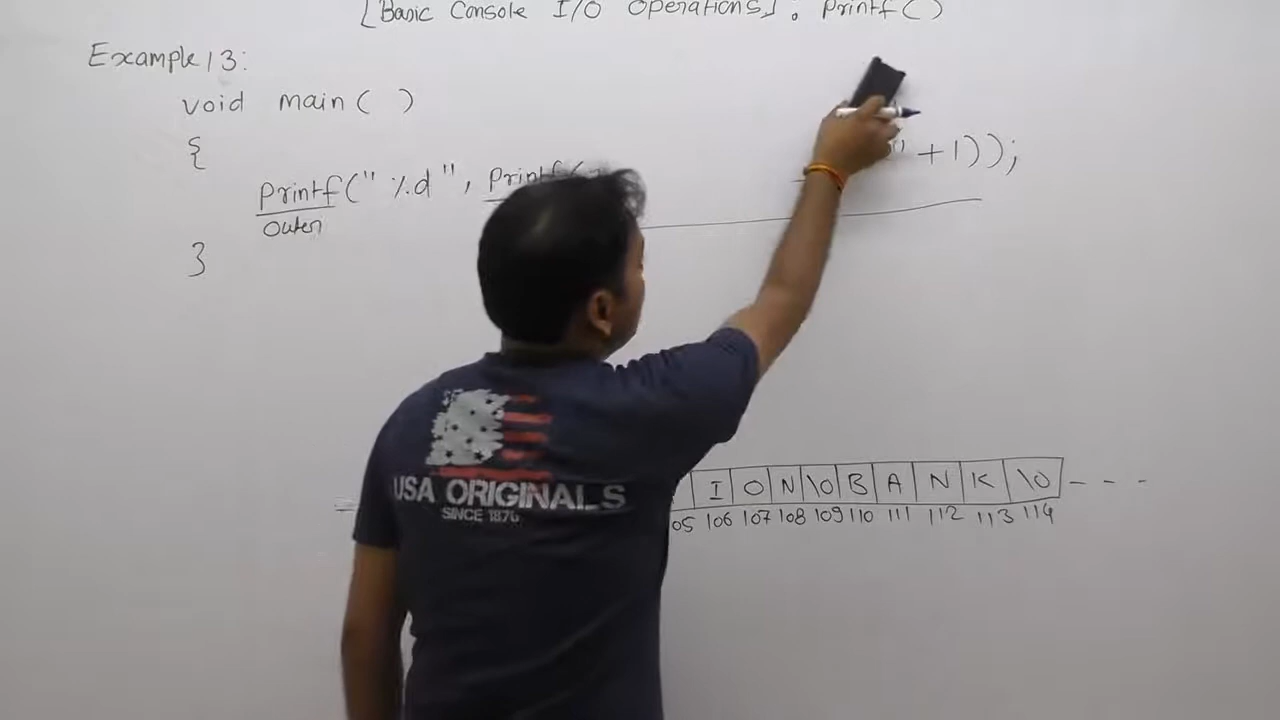 [Basic Console I/O Operations] : Printf( )
Example 13:
void main( )
{
Printf(" %d", Printf(
" +1));
outer
}
USA ORIGINALS
SINCE 1876
I O N \0 B A N K \0 - - -
05 106 107 108 109 110 111 112 113 114